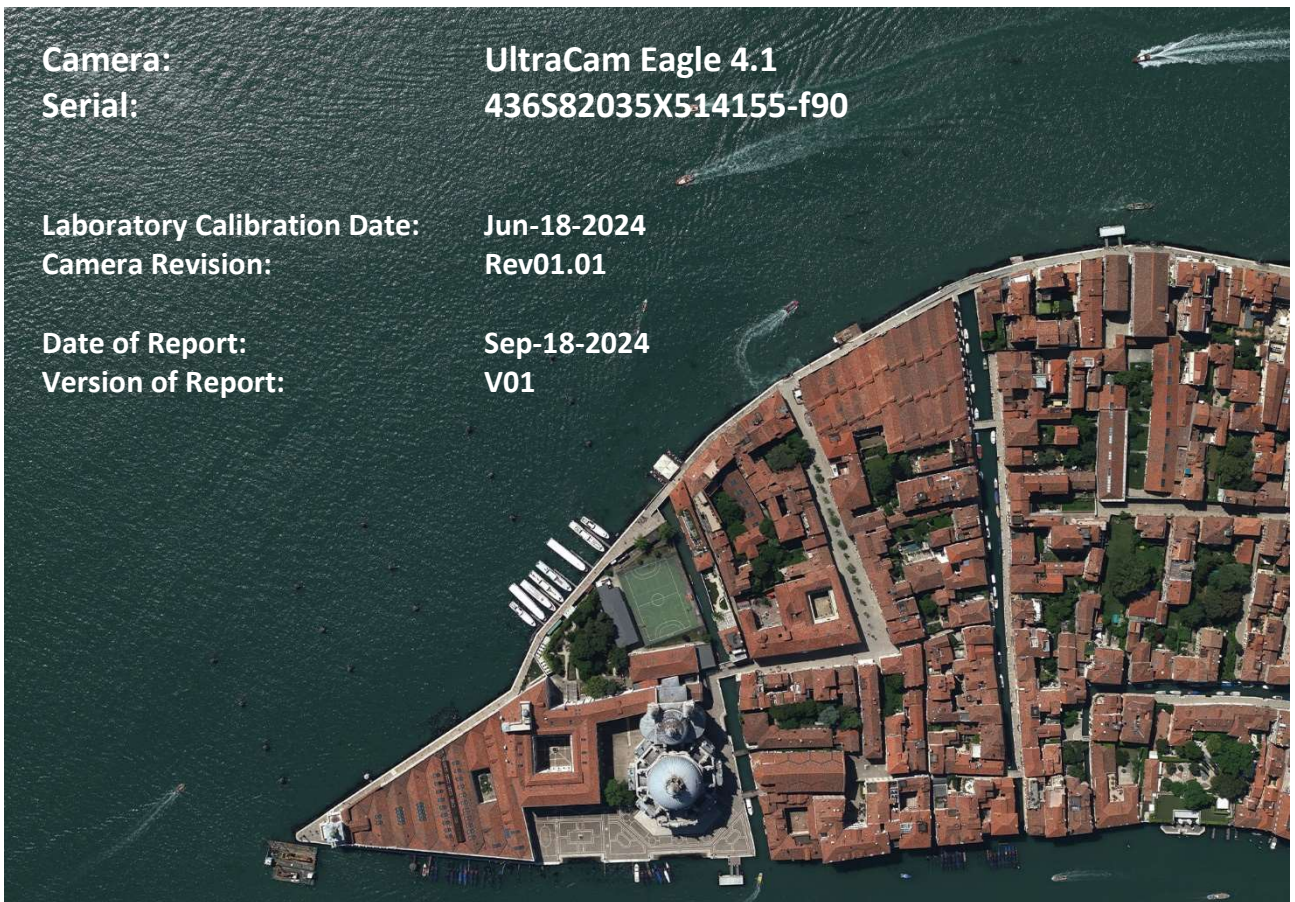 Camera: UltraCam Eagle 4.1
Serial: 436S82035X514155-f90
Laboratory Calibration Date: Jun-18-2024
Camera Revision: Rev01.01
Date of Report: Sep-18-2024
Version of Report: V01